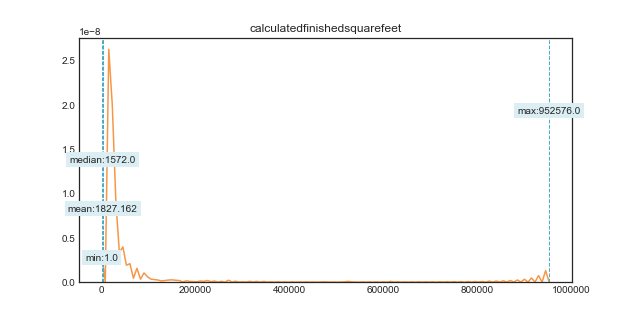 calculatedfinishedsquarefeet
1e−8
2.5
2.0
1.5
1.0
0.5
0.0
max:952576.0
median:1572.0
mean:1827.162
min:1.0
0
200000
400000
600000
800000
1000000